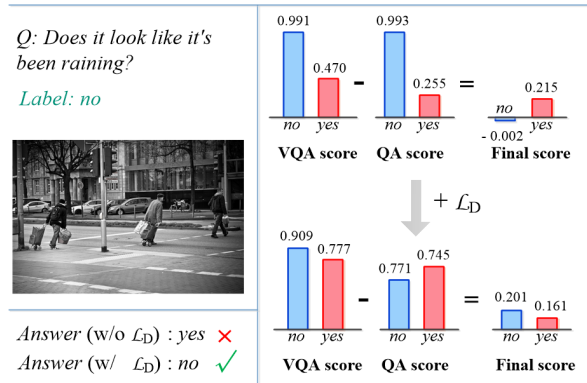 Q: Does it look like it's
been raining?
Label: no
Answer (w/o ℒD) : yes ×
Answer (w/ ℒD) : no ✓
0.991 0.470 - 0.993 0.255 = 0.215
no yes no yes no yes
- 0.002
VQA score QA score Final score
+ ℒD
0.909 0.777 - 0.771 0.745 = 0.201 0.161
no yes no yes no yes
VQA score QA score Final score